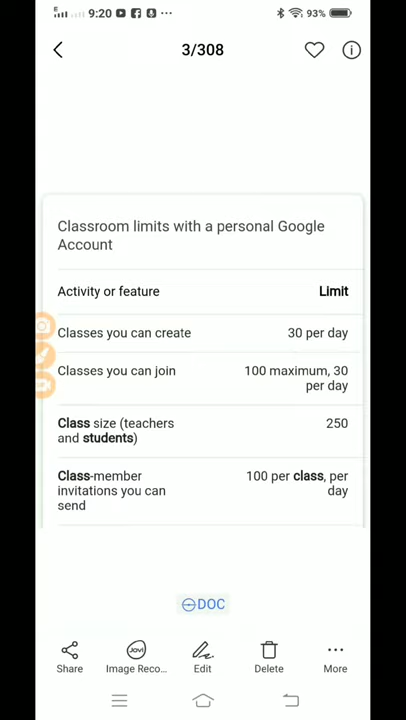 9:20
93%
3/308
Classroom limits with a personal Google
Account
Activity or feature Limit
Classes you can create 30 per day
Classes you can join 100 maximum, 30
per day
Class size (teachers 250
and students)
Class-member 100 per class, per
invitations you can day
send
DOC
Share Jovi Image Reco... Edit Delete More